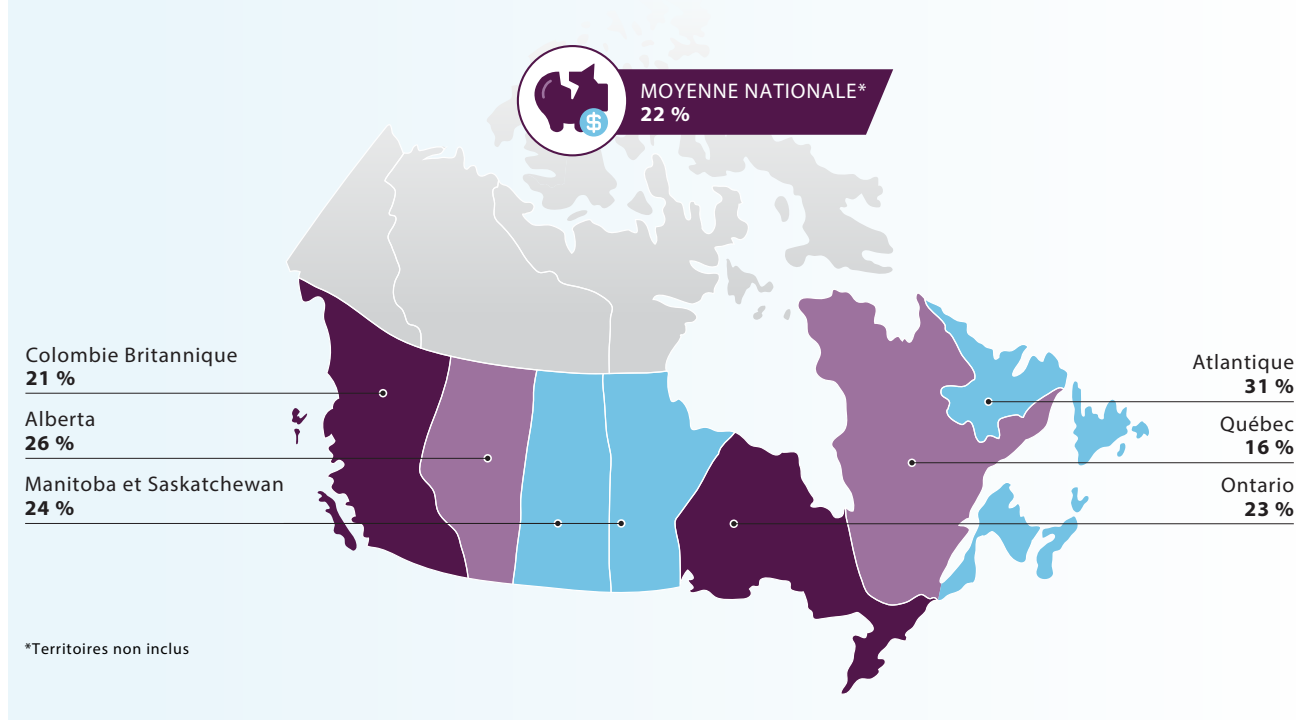 MOYENNE NATIONALE*
22 %
$
Colombie Britannique
21 %
Alberta
26 %
Manitoba et Saskatchewan
24 %
Atlantique
31 %
Québec
16 %
Ontario
23 %
*Territoires non inclus